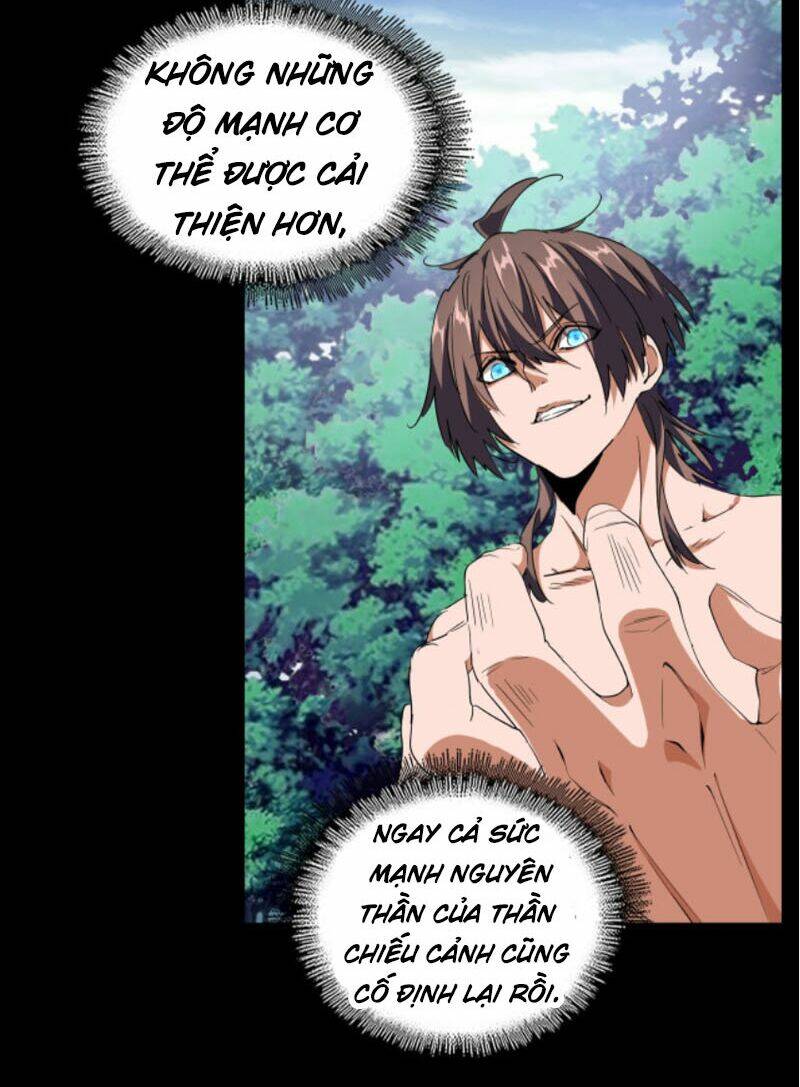 KHÔNG NHỮNG
ĐỘ MẠNH CƠ
THỂ ĐƯỢC CẢI
THIỆN HƠN,
NGAY CẢ SỨC
MẠNH NGUYÊN
THẦN CỦA THẦN
CHIẾU CẢNH CŨNG
CỐ ĐỊNH LẠI RỒI.